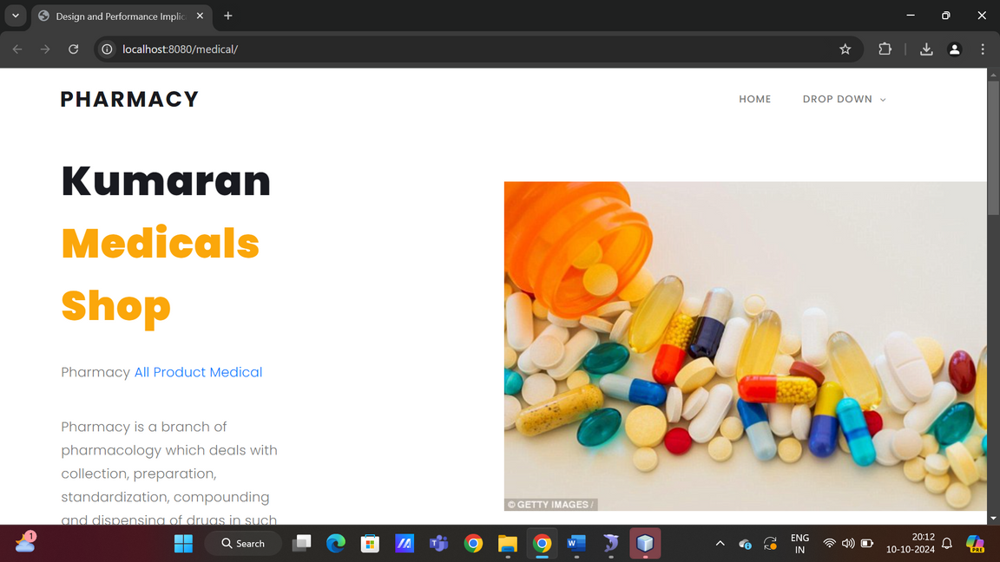 Design and Performance Implic
localhost:8080/medical/
PHARMACY
HOME
DROP DOWN
Kumaran
Medicals
Shop
Pharmacy All Product Medical
Pharmacy is a branch of
pharmacology which deals with
collection, preparation,
standardization, compounding
and dispensing of drugs in such
© GETTY IMAGES /
1
Search
ENG
IN
20:12
10-10-2024
PRE